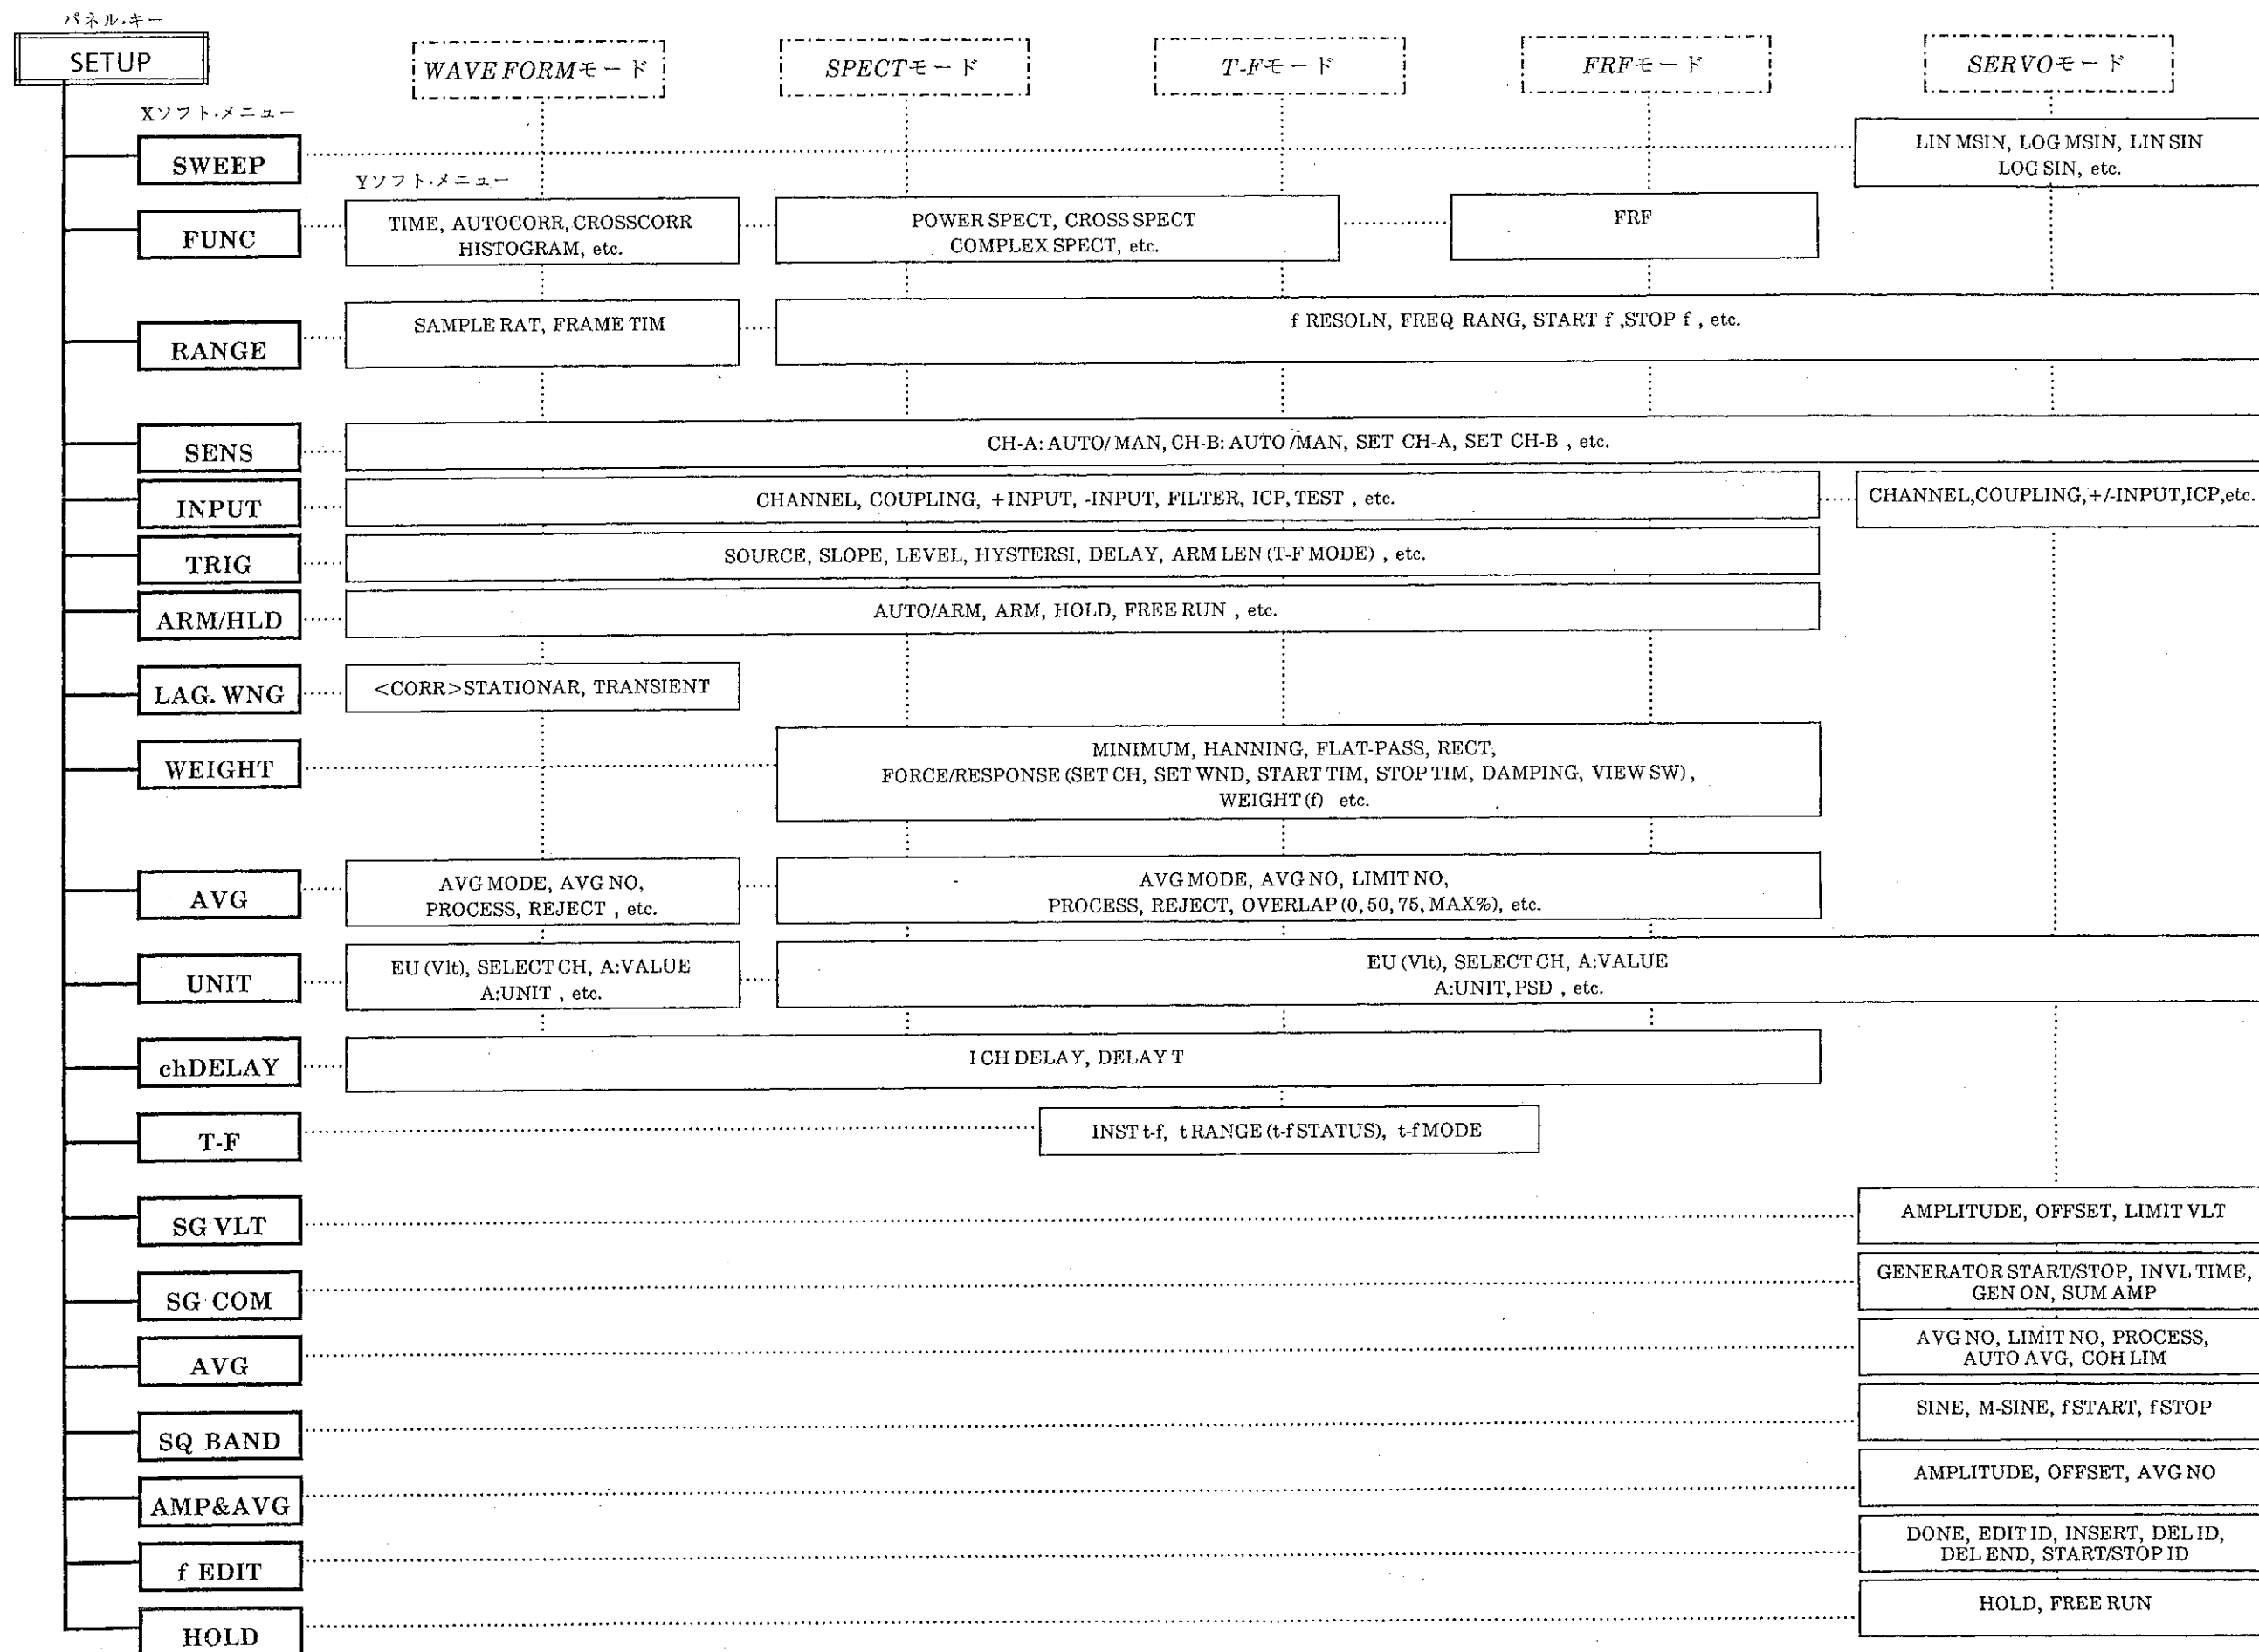 パネル・キー
SETUP
WAVE FORMモード
SPECTモード
T-Fモード
FRFモード
SERVOモード
Xソフト・メニュー
SWEEP
LIN MSIN, LOG MSIN, LIN SIN
LOG SIN, etc.
Yソフト・メニュー
FUNC
TIME, AUTOCORR, CROSSCORR
HISTOGRAM, etc.
POWER SPECT, CROSS SPECT
COMPLEX SPECT, etc.
FRF
RANGE
SAMPLE RAT, FRAME TIM
f RESOLN, FREQ RANG, START f ,STOP f , etc.
SENS
CH-A: AUTO/ MAN, CH-B: AUTO /MAN, SET CH-A, SET CH-B , etc.
INPUT
CHANNEL, COUPLING, +INPUT, -INPUT, FILTER, ICP, TEST , etc.
CHANNEL,COUPLING,+/-INPUT,ICP,etc.
TRIG
SOURCE, SLOPE, LEVEL, HYSTERSI, DELAY, ARM LEN (T-F MODE) , etc.
ARM/HLD
AUTO/ARM, ARM, HOLD, FREE RUN , etc.
LAG. WNG
<CORR>STATIONAR, TRANSIENT
WEIGHT
MINIMUM, HANNING, FLAT-PASS, RECT,
FORCE/RESPONSE (SET CH, SET WND, START TIM, STOP TIM, DAMPING, VIEW SW) ,
WEIGHT (f) etc.
AVG
AVG MODE, AVG NO,
PROCESS, REJECT , etc.
AVG MODE, AVG NO, LIMIT NO,
PROCESS, REJECT, OVERLAP (0, 50, 75, MAX%), etc.
UNIT
EU (Vlt), SELECT CH, A:VALUE
A:UNIT , etc.
EU (Vlt), SELECT CH, A:VALUE
A:UNIT, PSD , etc.
chDELAY
I CH DELAY, DELAY T
T-F
INST t-f, t RANGE (t-f STATUS), t-f MODE
SG VLT
AMPLITUDE, OFFSET, LIMIT VLT
SG COM
GENERATOR START/STOP, INVL TIME,
GEN ON, SUM AMP
AVG
AVG NO, LIMIT NO, PROCESS,
AUTO AVG, COH LIM
SQ BAND
SINE, M-SINE, f START, f STOP
AMP&AVG
AMPLITUDE, OFFSET, AVG NO
f EDIT
DONE, EDIT ID, INSERT, DEL ID,
DEL END, START/STOP ID
HOLD
HOLD, FREE RUN